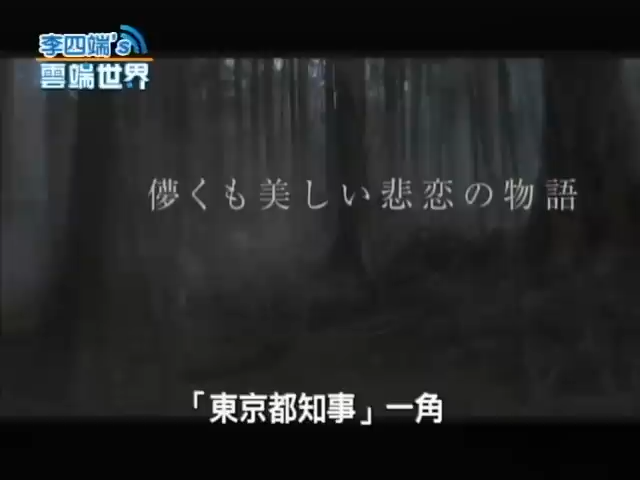 李四端's
雲端世界
儚くも美しい悲恋の物語
「東京都知事」一角